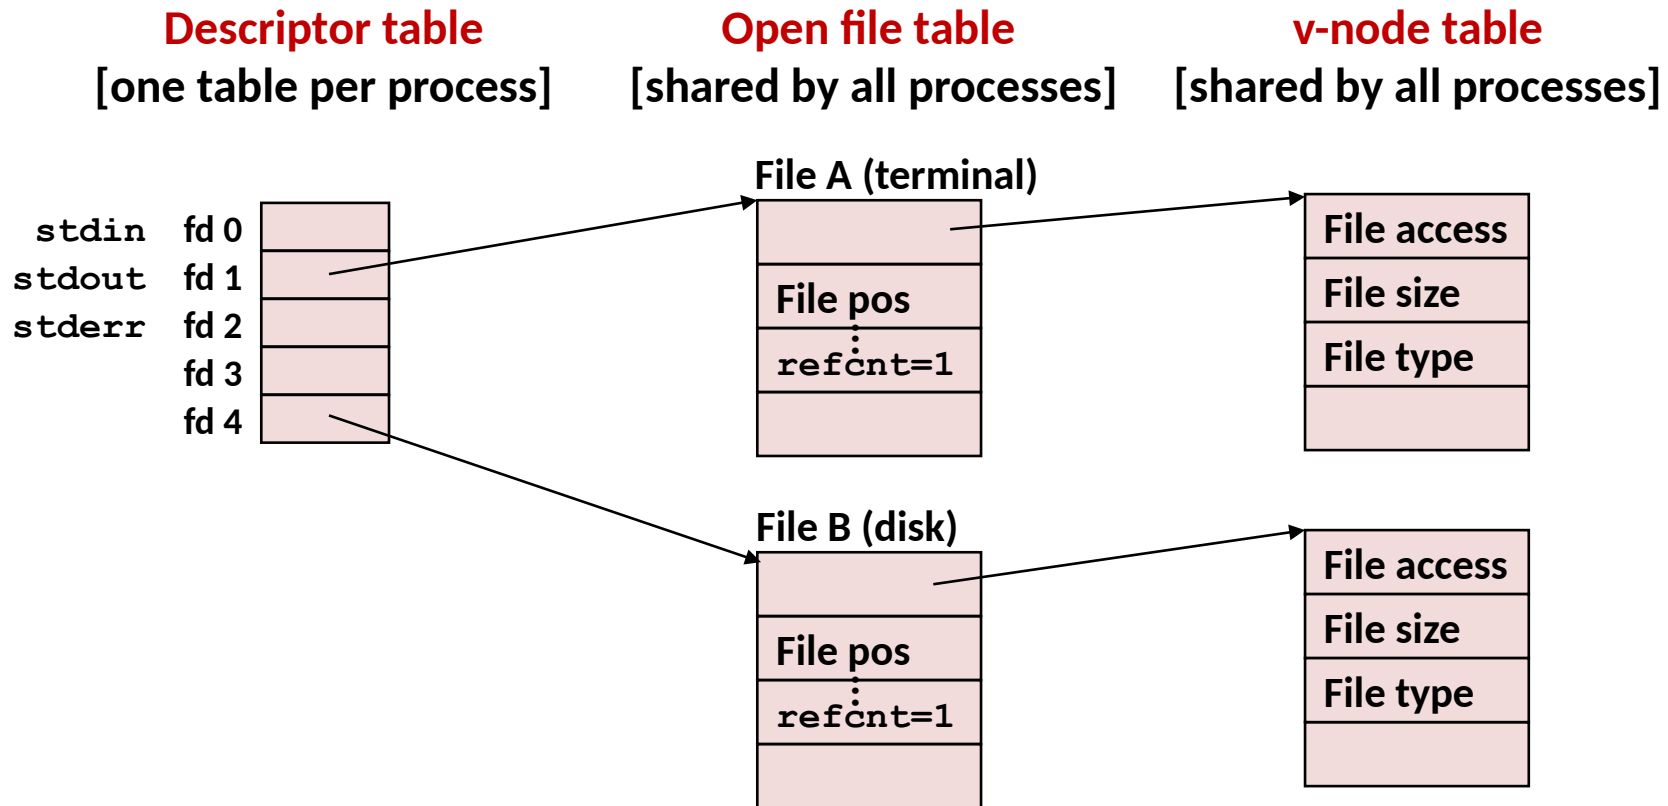 Descriptor table
[one table per process]
Open file table
[shared by all processes]
v-node table
[shared by all processes]
stdin fd 0
stdout fd 1
stderr fd 2
fd 3
fd 4
File A (terminal)
File pos
refcnt=1
File B (disk)
File pos
refcnt=1
File access
File size
File type
File access
File size
File type